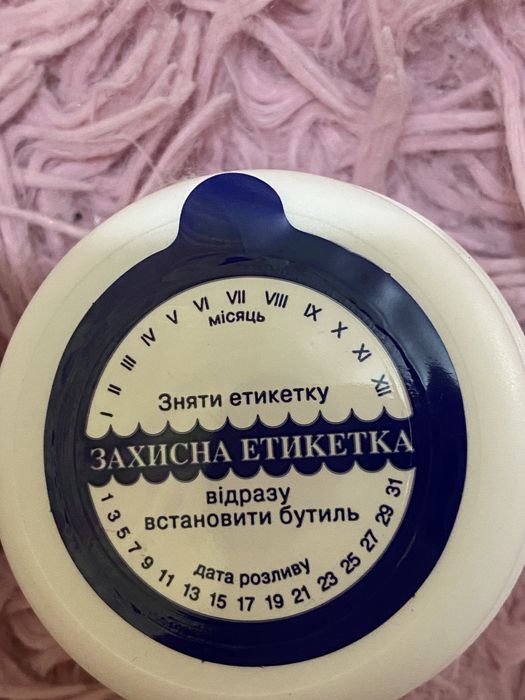 I II III IV V VI VII VIII IX X XI XII
місяць
Зняти етикетку
ЗАХИСНА ЕТИКЕТКА
відразу
встановити бутиль
дата розливу
1 3 5 7 9 11 13 15 17 19 21 23 25 27 29 31